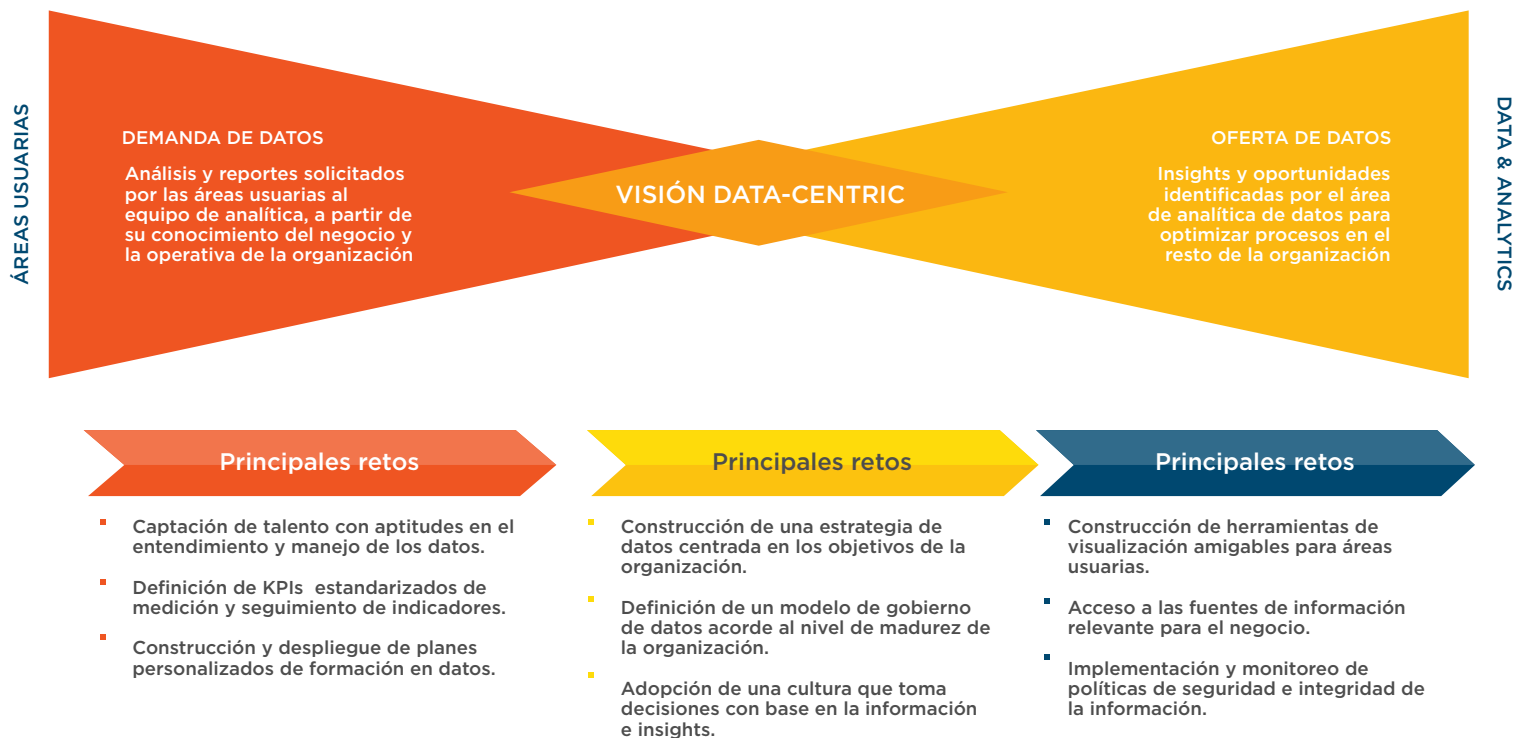 ÁREAS USUARIAS
DEMANDA DE DATOS
Análisis y reportes solicitados
por las áreas usuarias al
equipo de analítica, a partir de
su conocimiento del negocio y
la operativa de la organización
VISIÓN DATA-CENTRIC
OFERTA DE DATOS
Insights y oportunidades
identificadas por el área
de analítica de datos para
optimizar procesos en el
resto de la organización
DATA & ANALYTICS
Principales retos
Captación de talento con aptitudes en el
entendimiento y manejo de los datos.
Definición de KPIs estandarizados de
medición y seguimiento de indicadores.
Construcción y despliegue de planes
personalizados de formación en datos.
Principales retos
Construcción de una estrategia de
datos centrada en los objetivos de la
organización.
Definición de un modelo de gobierno
de datos acorde al nivel de madurez de
la organización.
Adopción de una cultura que toma
decisiones con base en la información
e insights.
Principales retos
Construcción de herramientas de
visualización amigables para áreas
usuarias.
Acceso a las fuentes de información
relevante para el negocio.
Implementación y monitoreo de
políticas de seguridad e integridad de
la información.